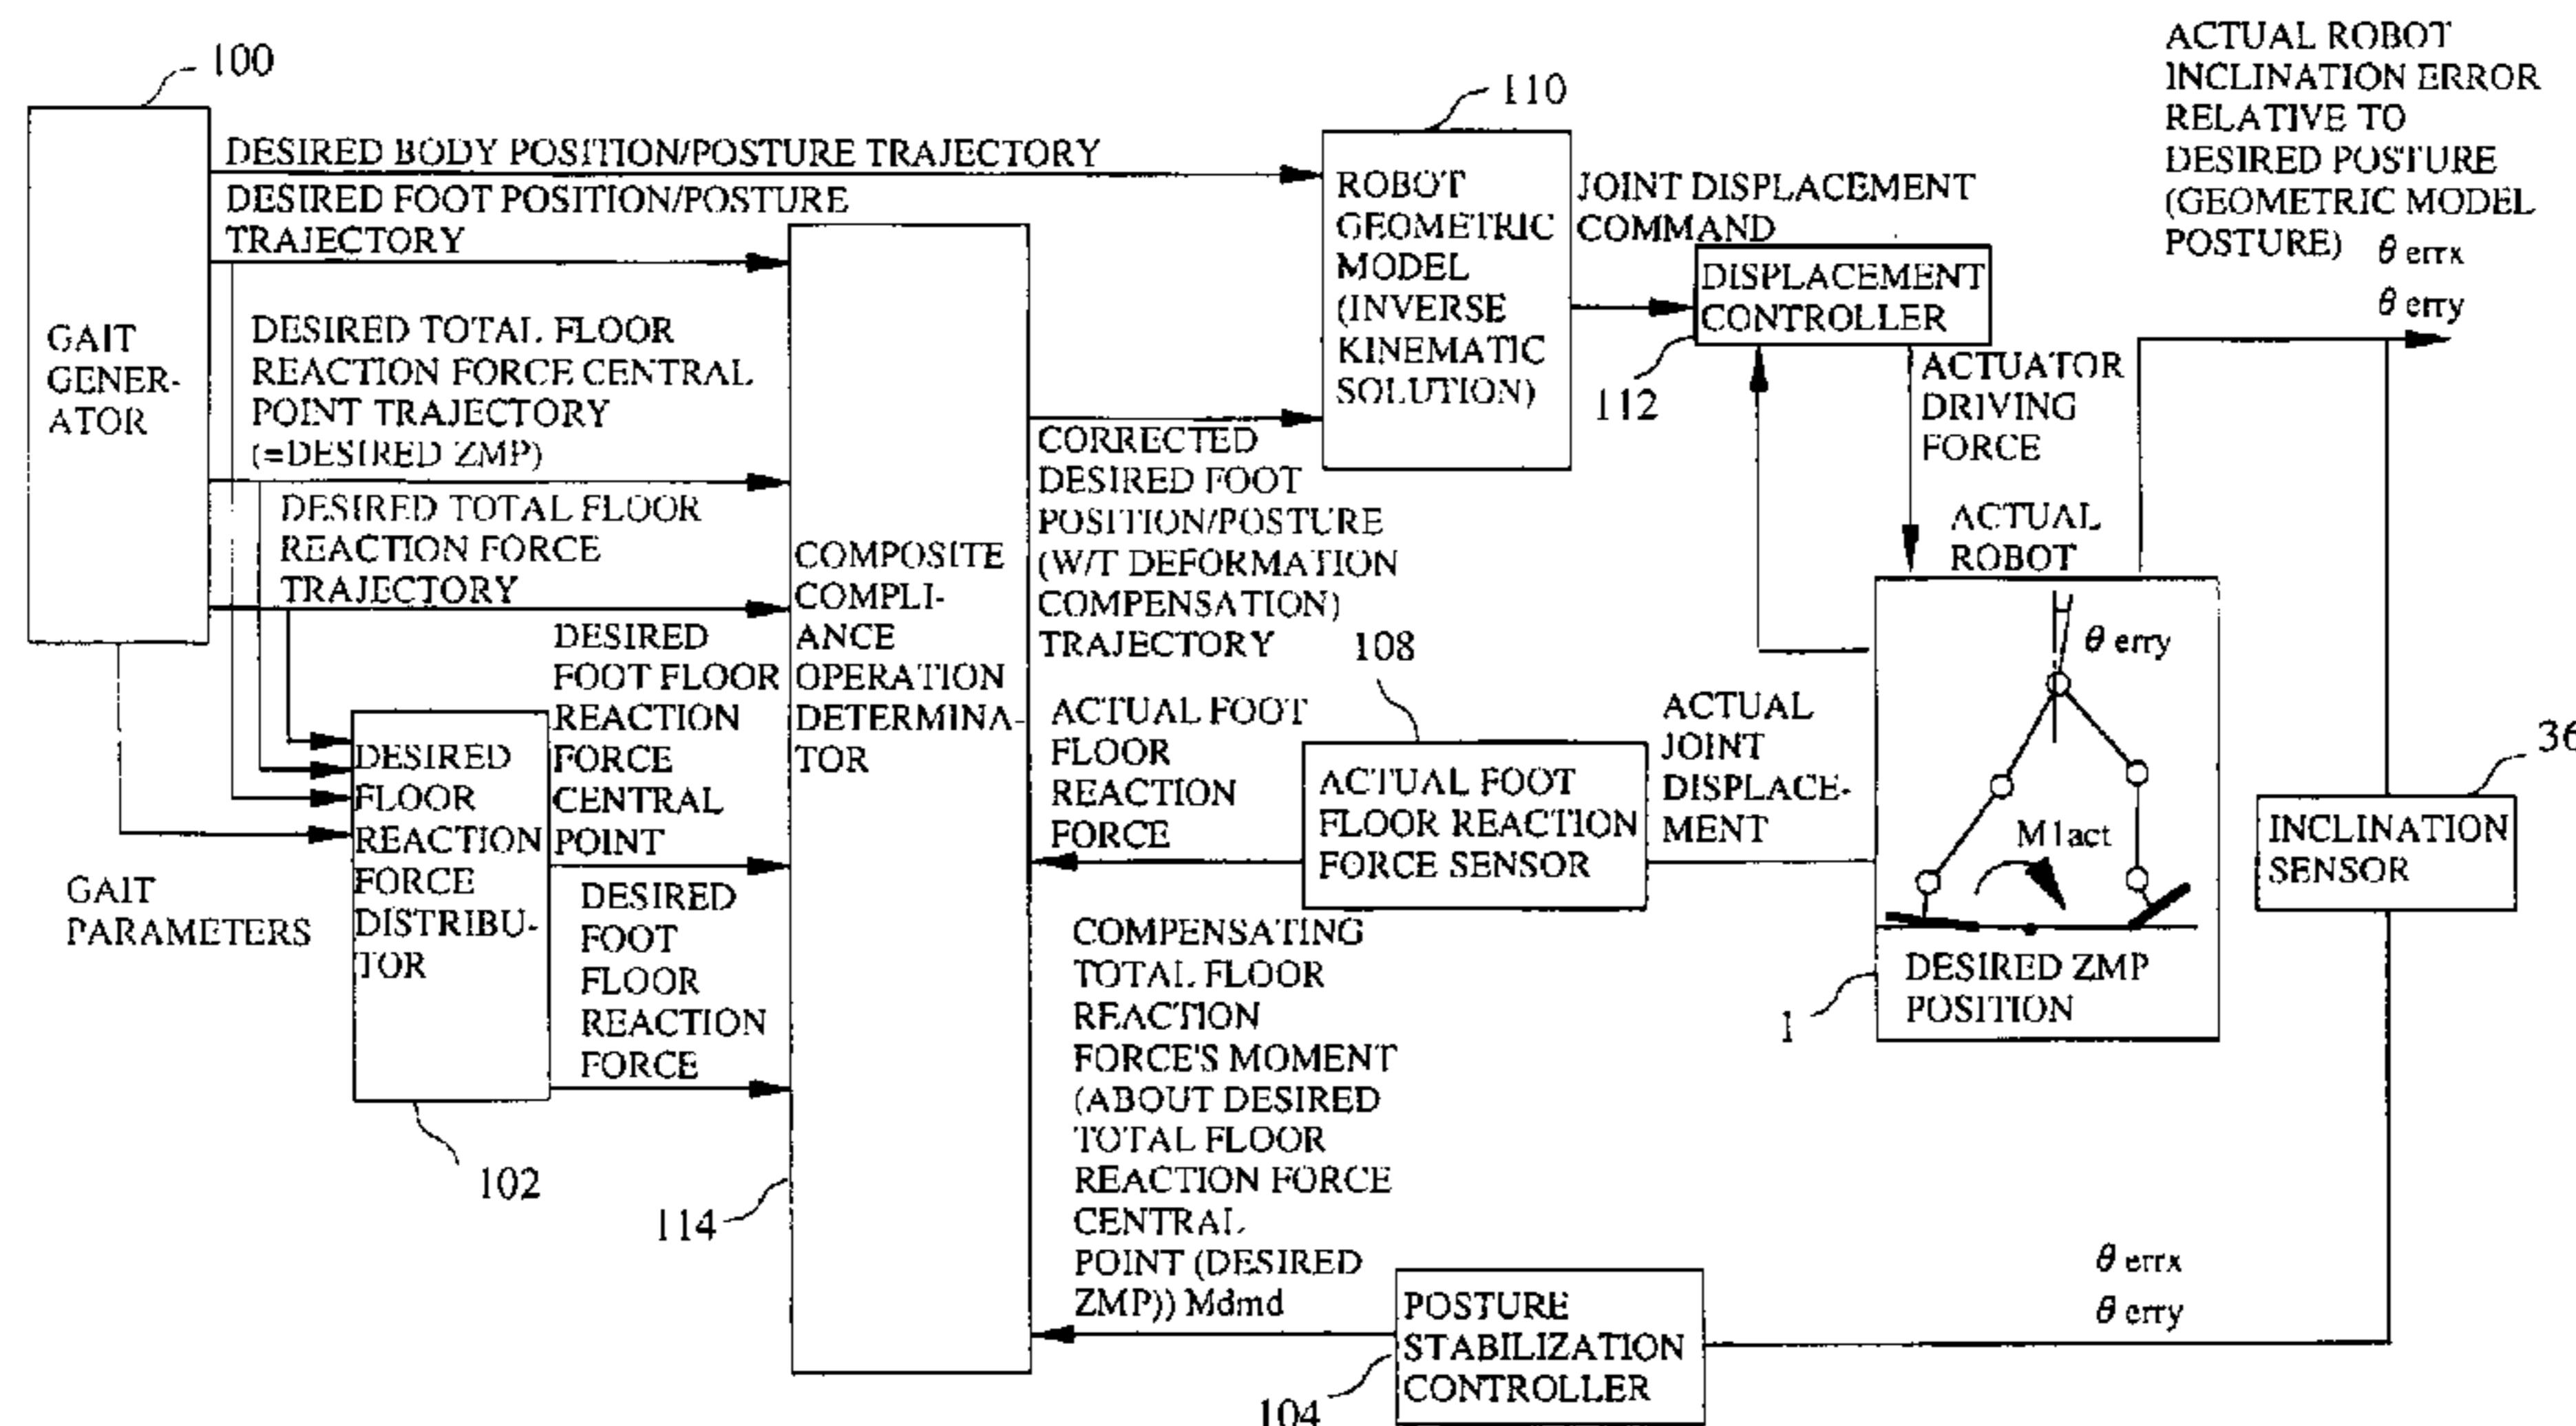 100
GAIT
GENER-
ATOR
DESIRED BODY POSITION/POSTURE TRAJECTORY
DESIRED FOOT POSITION/POSTURE
TRAJECTORY
DESIRED TOTAL FLOOR
REACTION FORCE CENTRAL
POINT TRAJECTORY
(=DESIRED ZMP)
DESIRED TOTAL FLOOR
REACTION FORCE
TRAJECTORY
GAIT
PARAMETERS
DESIRED
FLOOR
REACTION
FORCE
DISTRIBU-
TOR
102
DESIRED
FOOT FLOOR
REACTION
FORCE
CENTRAL
POINT
DESIRED
FOOT
FLOOR
REACTION
FORCE
COMPOSITE
COMPLI-
ANCE
OPERATION
DETERMINA-
TOR
114
110
ROBOT
GEOMETRIC
MODEL
(INVERSE
KINEMATIC
SOLUTION)
CORRECTED
DESIRED FOOT
POSITION/POSTURE
(W/T DEFORMATION
COMPENSATION)
TRAJECTORY
JOINT DISPLACEMENT
COMMAND
DISPLACEMENT
CONTROLLER
112
ACTUATOR
DRIVING
FORCE
ACTUAL ROBOT
INCLINATION ERROR
RELATIVE TO
DESIRED POSTURE
(GEOMETRIC MODEL
POSTURE) θ errx
θ erry
ACTUAL
ROBOT
θ erry
M1act
DESIRED ZMP
POSITION
1
ACTUAL
JOINT
DISPLACE-
MENT
108
ACTUAL FOOT
FLOOR REACTION
FORCE SENSOR
ACTUAL FOOT
FLOOR
REACTION
FORCE
36
INCLINATION
SENSOR
COMPENSATING
TOTAL FLOOR
REACTION
FORCE'S MOMENT
(ABOUT DESIRED
TOTAL FLOOR
REACTION FORCE
CENTRAL
POINT (DESIRED
ZMP)) Mdmd
POSTURE
STABILIZATION
CONTROLLER
104
θ errx
θ erry